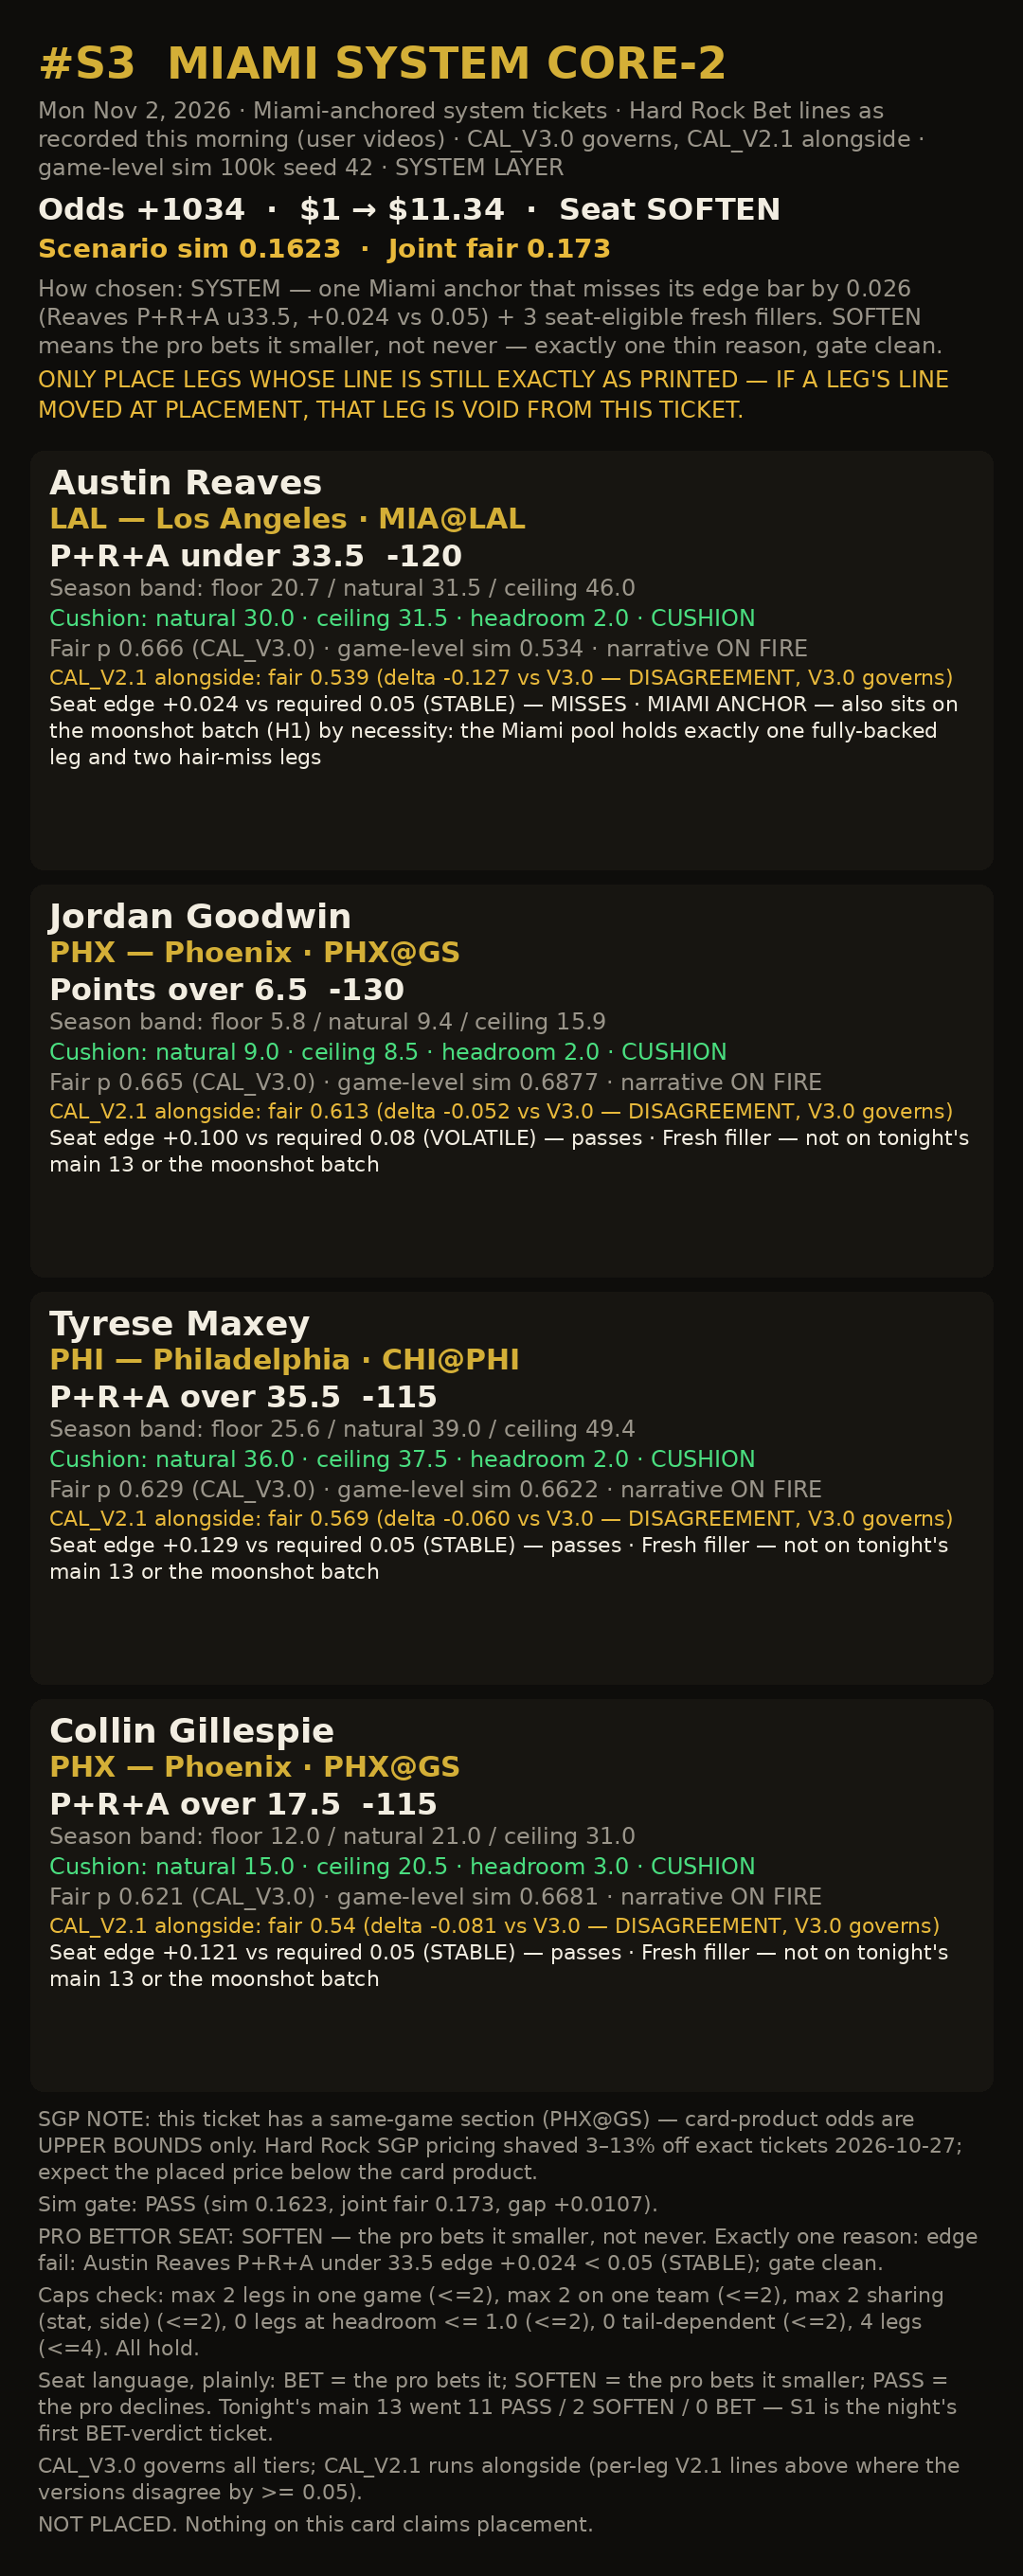 #S3 MIAMI SYSTEM CORE-2
Mon Nov 2, 2026 · Miami-anchored system tickets · Hard Rock Bet lines as
recorded this morning (user videos) · CAL_V3.0 governs, CAL_V2.1 alongside ·
game-level sim 100k seed 42 · SYSTEM LAYER
Odds +1034 · $1 → $11.34 · Seat SOFTEN
Scenario sim 0.1623 · Joint fair 0.173
How chosen: SYSTEM — one Miami anchor that misses its edge bar by 0.026
(Reaves P+R+A u33.5, +0.024 vs 0.05) + 3 seat-eligible fresh fillers. SOFTEN
means the pro bets it smaller, not never — exactly one thin reason, gate clean.
ONLY PLACE LEGS WHOSE LINE IS STILL EXACTLY AS PRINTED — IF A LEG'S LINE
MOVED AT PLACEMENT, THAT LEG IS VOID FROM THIS TICKET.
Austin Reaves
LAL — Los Angeles · MIA@LAL
P+R+A under 33.5 -120
Season band: floor 20.7 / natural 31.5 / ceiling 46.0
Cushion: natural 30.0 · ceiling 31.5 · headroom 2.0 · CUSHION
Fair p 0.666 (CAL_V3.0) · game-level sim 0.534 · narrative ON FIRE
CAL_V2.1 alongside: fair 0.539 (delta -0.127 vs V3.0 — DISAGREEMENT, V3.0 governs)
Seat edge +0.024 vs required 0.05 (STABLE) — MISSES · MIAMI ANCHOR — also sits on
the moonshot batch (H1) by necessity: the Miami pool holds exactly one fully-backed
leg and two hair-miss legs
Jordan Goodwin
PHX — Phoenix · PHX@GS
Points over 6.5 -130
Season band: floor 5.8 / natural 9.4 / ceiling 15.9
Cushion: natural 9.0 · ceiling 8.5 · headroom 2.0 · CUSHION
Fair p 0.665 (CAL_V3.0) · game-level sim 0.6877 · narrative ON FIRE
CAL_V2.1 alongside: fair 0.613 (delta -0.052 vs V3.0 — DISAGREEMENT, V3.0 governs)
Seat edge +0.100 vs required 0.08 (VOLATILE) — passes · Fresh filler — not on tonight's
main 13 or the moonshot batch
Tyrese Maxey
PHI — Philadelphia · CHI@PHI
P+R+A over 35.5 -115
Season band: floor 25.6 / natural 39.0 / ceiling 49.4
Cushion: natural 36.0 · ceiling 37.5 · headroom 2.0 · CUSHION
Fair p 0.629 (CAL_V3.0) · game-level sim 0.6622 · narrative ON FIRE
CAL_V2.1 alongside: fair 0.569 (delta -0.060 vs V3.0 — DISAGREEMENT, V3.0 governs)
Seat edge +0.129 vs required 0.05 (STABLE) — passes · Fresh filler — not on tonight's
main 13 or the moonshot batch
Collin Gillespie
PHX — Phoenix · PHX@GS
P+R+A over 17.5 -115
Season band: floor 12.0 / natural 21.0 / ceiling 31.0
Cushion: natural 15.0 · ceiling 20.5 · headroom 3.0 · CUSHION
Fair p 0.621 (CAL_V3.0) · game-level sim 0.6681 · narrative ON FIRE
CAL_V2.1 alongside: fair 0.54 (delta -0.081 vs V3.0 — DISAGREEMENT, V3.0 governs)
Seat edge +0.121 vs required 0.05 (STABLE) — passes · Fresh filler — not on tonight's
main 13 or the moonshot batch
SGP NOTE: this ticket has a same-game section (PHX@GS) — card-product odds are
UPPER BOUNDS only. Hard Rock SGP pricing shaved 3–13% off exact tickets 2026-10-27;
expect the placed price below the card product.
Sim gate: PASS (sim 0.1623, joint fair 0.173, gap +0.0107).
PRO BETTOR SEAT: SOFTEN — the pro bets it smaller, not never. Exactly one reason: edge
fail: Austin Reaves P+R+A under 33.5 edge +0.024 < 0.05 (STABLE); gate clean.
Caps check: max 2 legs in one game (<=2), max 2 on one team (<=2), max 2 sharing
(stat, side) (<=2), 0 legs at headroom <= 1.0 (<=2), 0 tail-dependent (<=2), 4 legs
(<=4). All hold.
Seat language, plainly: BET = the pro bets it; SOFTEN = the pro bets it smaller; PASS =
the pro declines. Tonight's main 13 went 11 PASS / 2 SOFTEN / 0 BET — S1 is the night's
first BET-verdict ticket.
CAL_V3.0 governs all tiers; CAL_V2.1 runs alongside (per-leg V2.1 lines above where the
versions disagree by >= 0.05).
NOT PLACED. Nothing on this card claims placement.